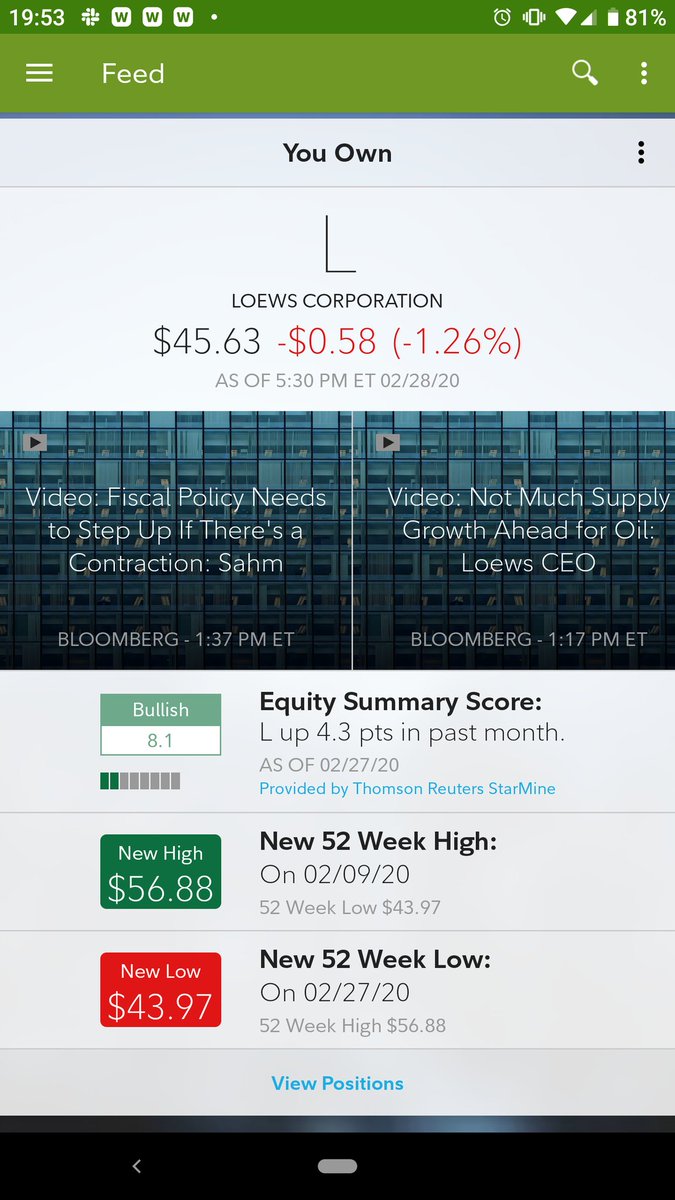 19:53 W W W 81%
Feed
You Own
L
LOEWS CORPORATION
$45.63 -$0.58 (-1.26%)
AS OF 5:30 PM ET 02/28/20
Video: Fiscal Policy Needs
to Step Up If There's a
Contraction: Sahm
BLOOMBERG - 1:37 PM ET
Video: Not Much Supply
Growth Ahead for Oil:
Loews CEO
BLOOMBERG - 1:17 PM ET
Bullish
8.1
Equity Summary Score:
L up 4.3 pts in past month.
AS OF 02/27/20
Provided by Thomson Reuters StarMine
New High
$56.88
New 52 Week High:
On 02/09/20
52 Week Low $43.97
New Low
$43.97
New 52 Week Low:
On 02/27/20
52 Week High $56.88
View Positions